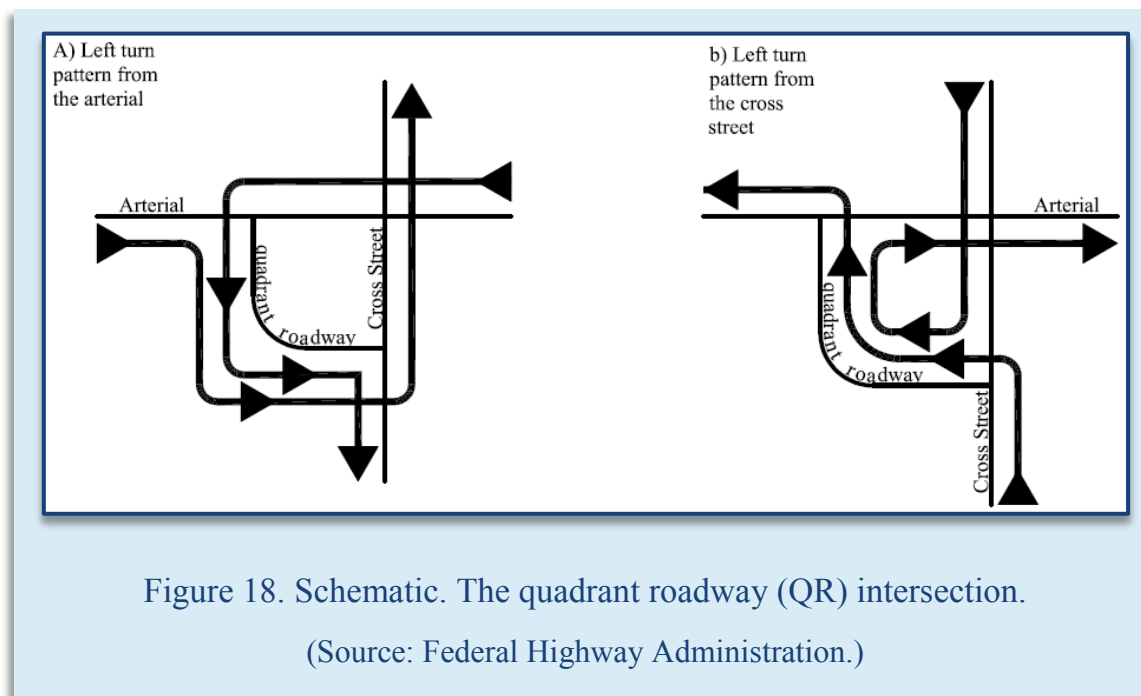 A) Left turn
pattern from
the arterial
Arterial
quadrant roadway
Cross Street
b) Left turn
pattern from
the cross
street
Arterial
quadrant roadway
Cross Street
Figure 18. Schematic. The quadrant roadway (QR) intersection.
(Source: Federal Highway Administration.)